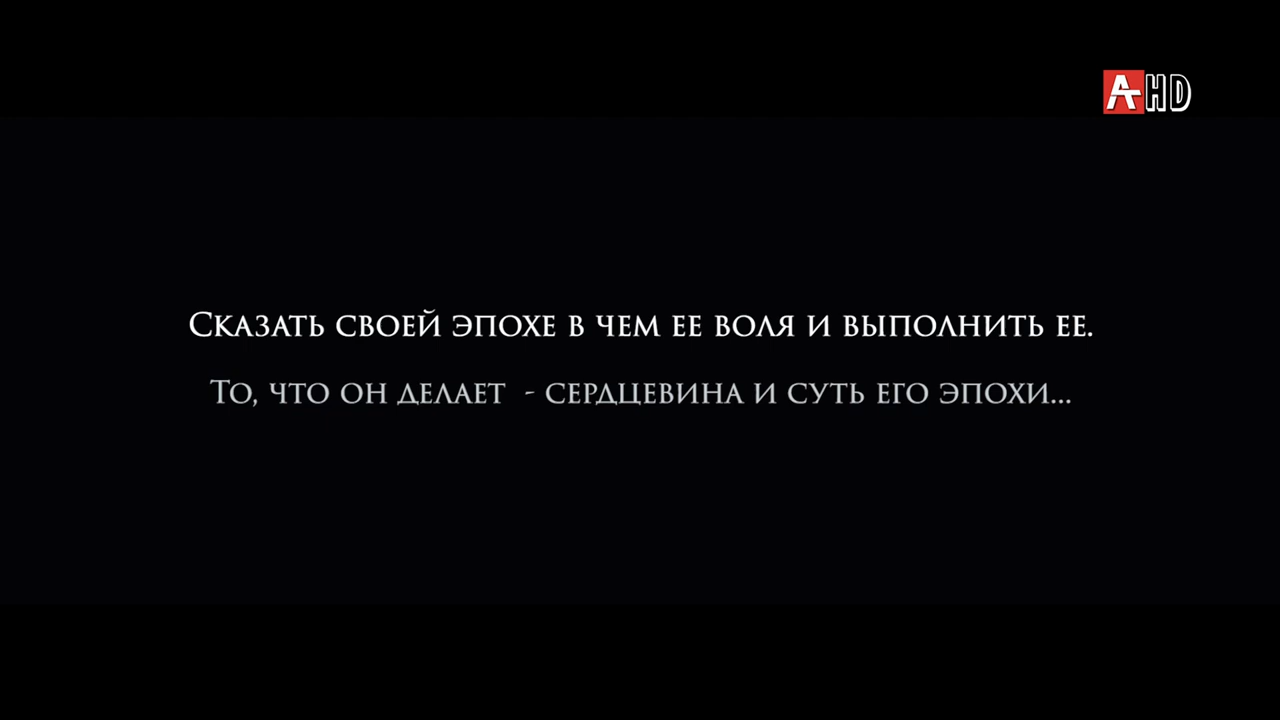 AHD
Сказать своей эпохе в чем ее воля и выполнить ее.
То, что он делает - сердцевина и суть его эпохи...